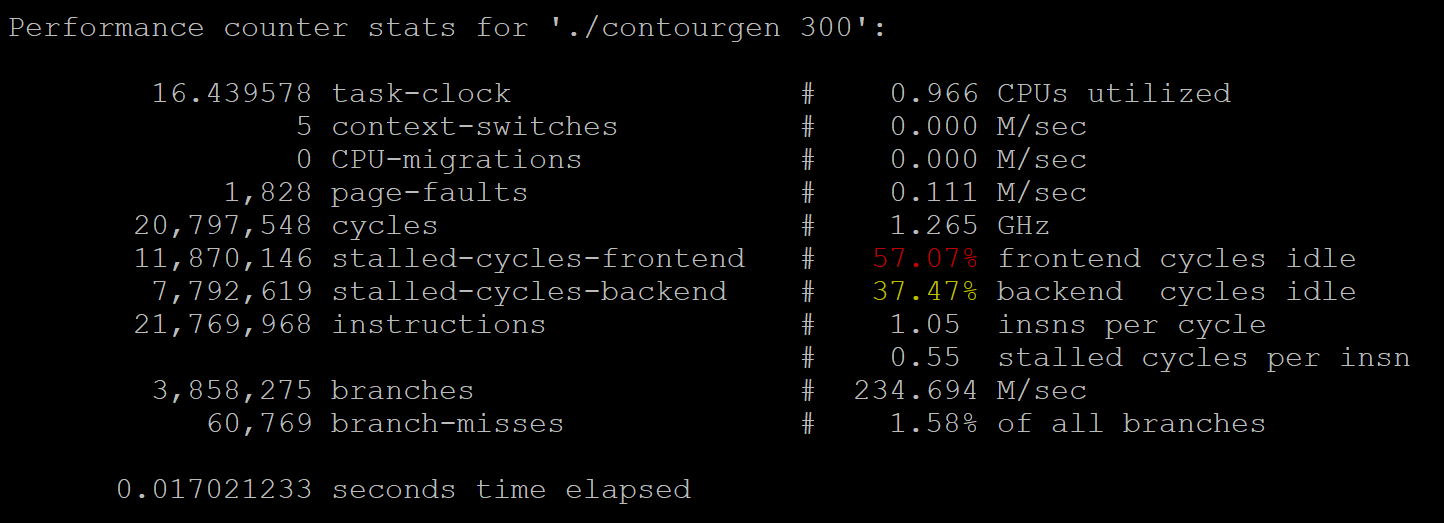 Performance counter stats for './contourgen 300':
16.439578 task-clock # 0.966 CPUs utilized
5 context-switches # 0.000 M/sec
0 CPU-migrations # 0.000 M/sec
1,828 page-faults # 0.111 M/sec
20,797,548 cycles # 1.265 GHz
11,870,146 stalled-cycles-frontend # 57.07% frontend cycles idle
7,792,619 stalled-cycles-backend # 37.47% backend  cycles idle
21,769,968 instructions # 1.05 insns per cycle
# 0.55 stalled cycles per insn
3,858,275 branches # 234.694 M/sec
60,769 branch-misses # 1.58% of all branches
0.017021233 seconds time elapsed